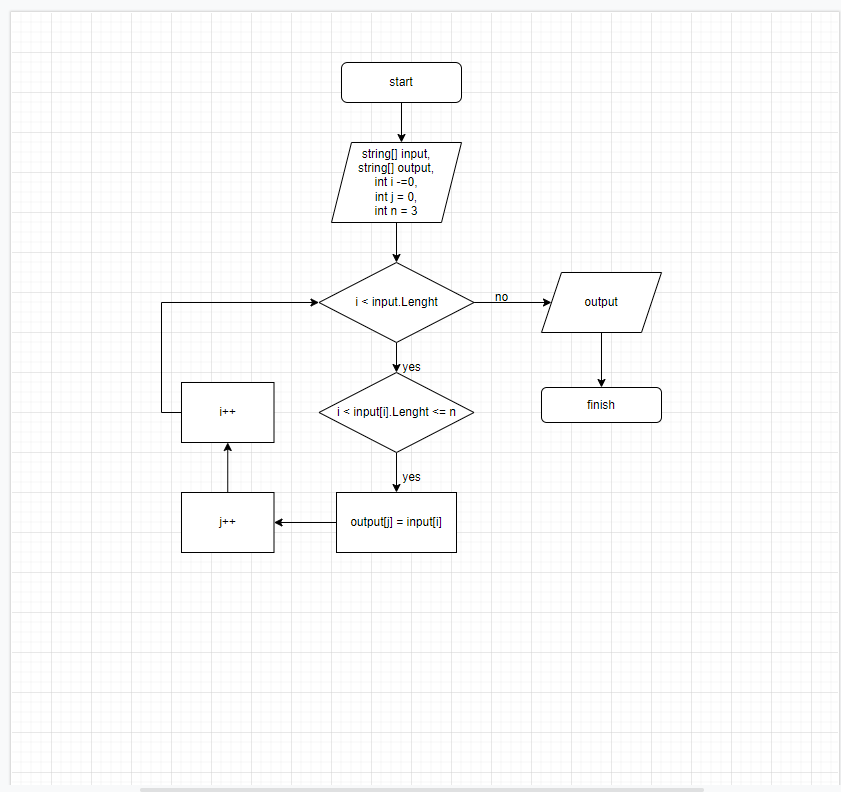 start
string[] input,
string[] output,
int i -=0,
int j = 0,
int n = 3
i < input.Lenght
no
output
yes
finish
i++
i < input[i].Lenght <= n
yes
j++
output[j] = input[i]